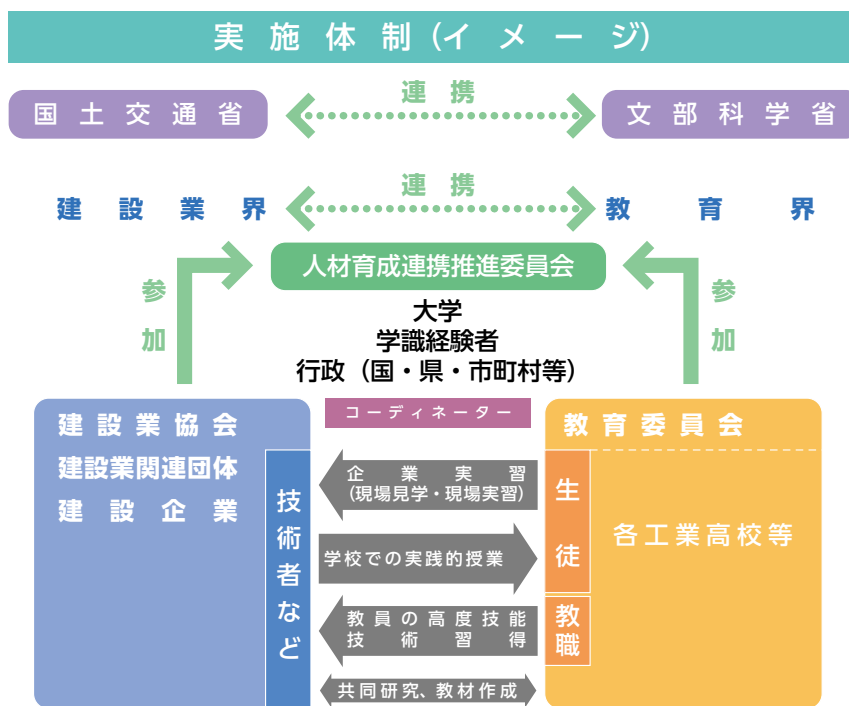 実施体制(イメージ)
連携
国土交通省
文部科学省
連携
建設業界
教育界
人材育成連携推進委員会
参加
参加
大学
学識経験者
行政（国・県・市町村等）
コーディネーター
建設業協会
建設業関連団体
建設企業
技術者など
教育委員会
各工業高校等
生徒
教職
企業実習
(現場見学・現場実習)
学校での実践的授業
教員の高度技能
技術習得
共同研究、教材作成